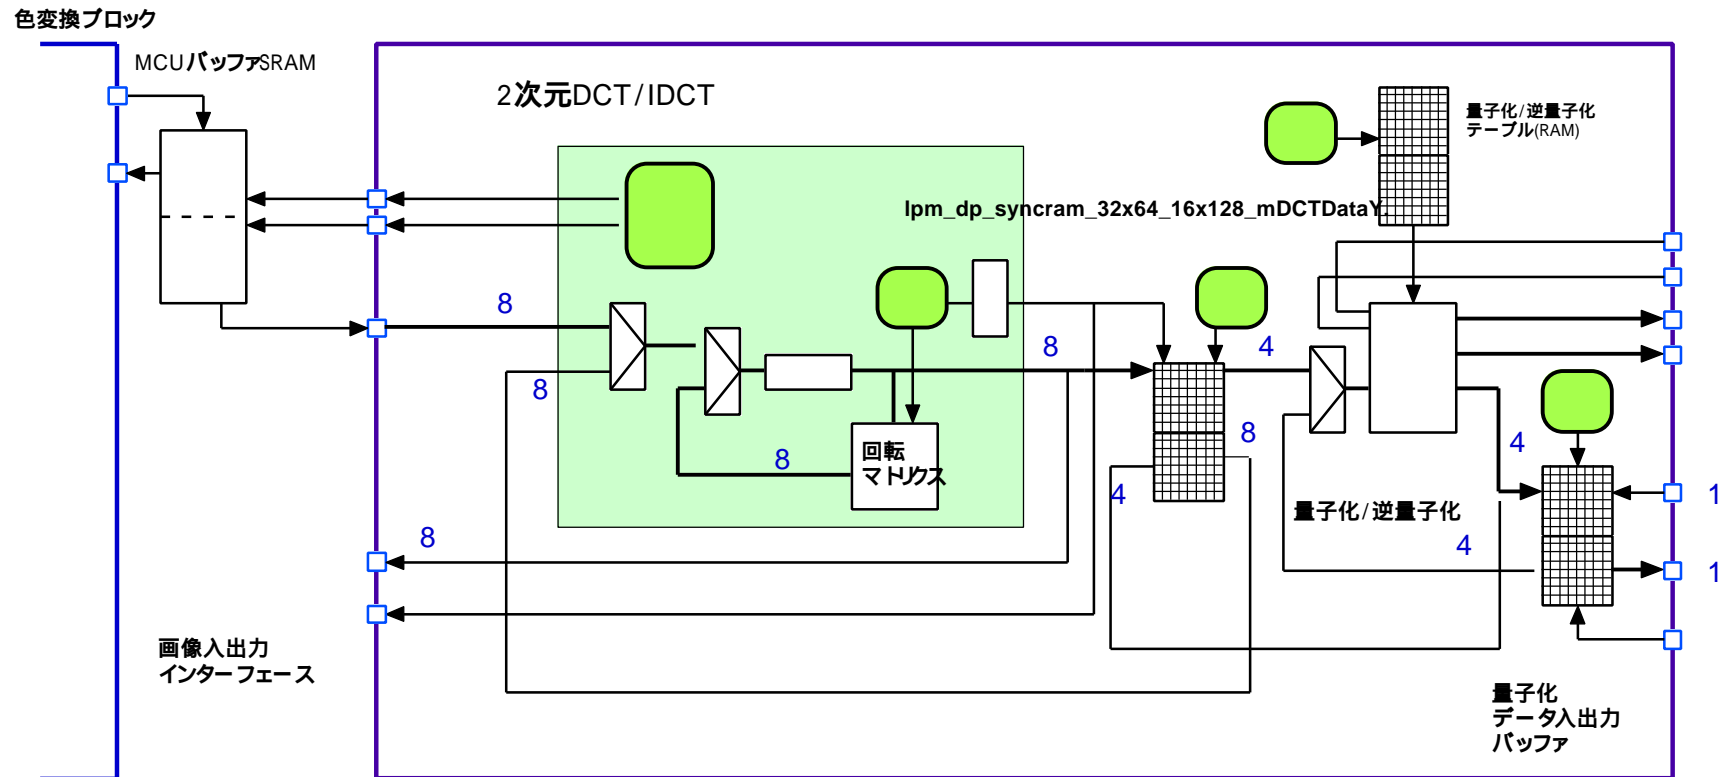 色変換ブロック
MCUバッファSRAM
2次元DCT/IDCT
量子化/逆量子化
テーブル(RAM)
lpm_dp_syncram_32x64_16x128_mDCTDataY.
8
8
4
8
8
4
8
4
回転
マトリクス
量子化/逆量子化
4
1
8
1
画像入出力
インターフェース
量子化
データ入出力
バッファ